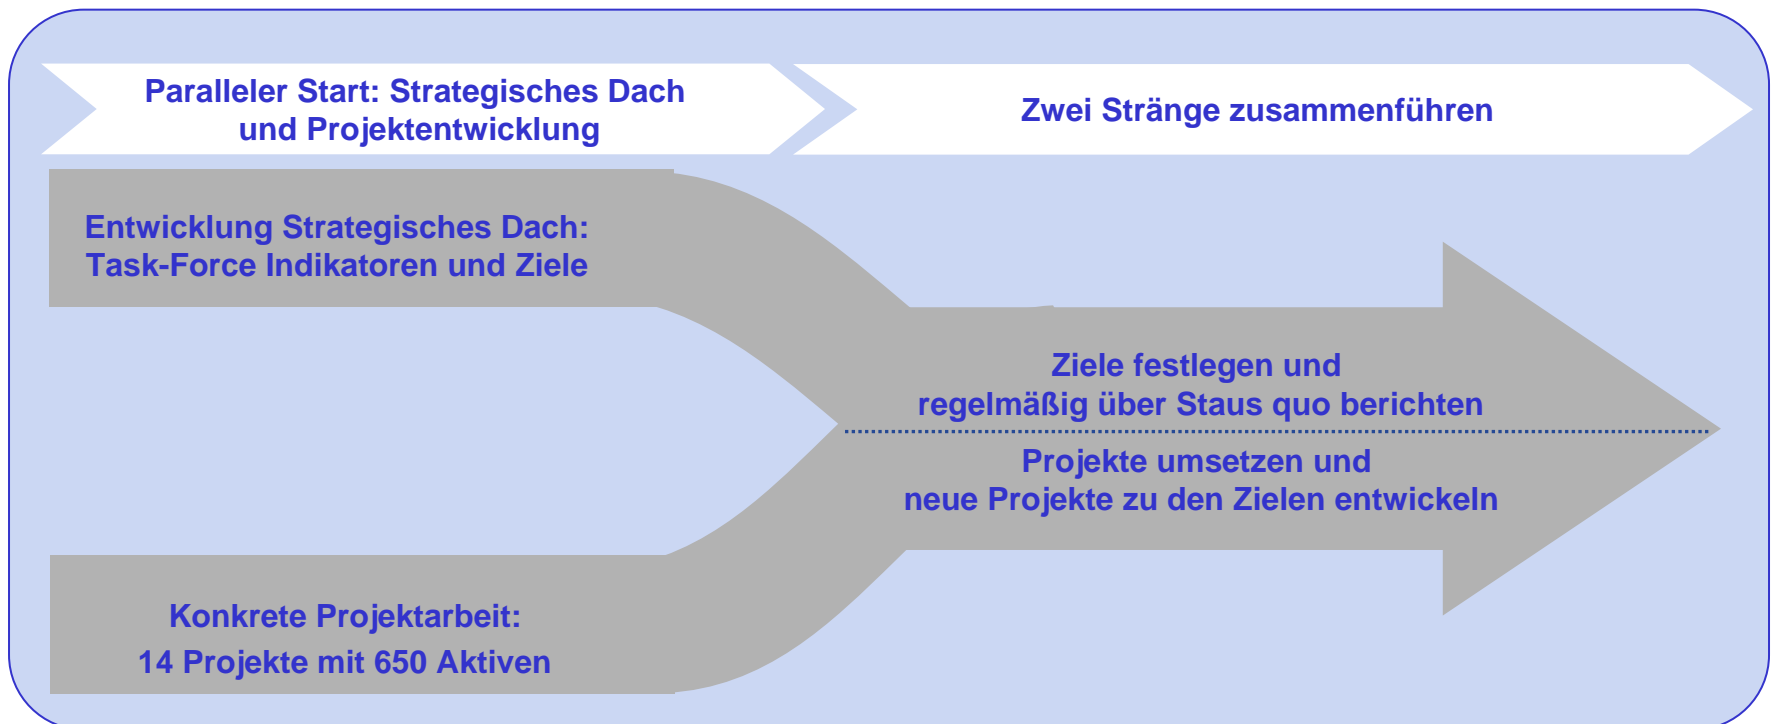 Paralleler Start: Strategisches Dach
und Projektentwicklung
Zwei Stränge zusammenführen
Entwicklung Strategisches Dach:
Task-Force Indikatoren und Ziele
Ziele festlegen und
regelmäßig über Staus quo berichten
Projekte umsetzen und
neue Projekte zu den Zielen entwickeln
Konkrete Projektarbeit:
14 Projekte mit 650 Aktiven